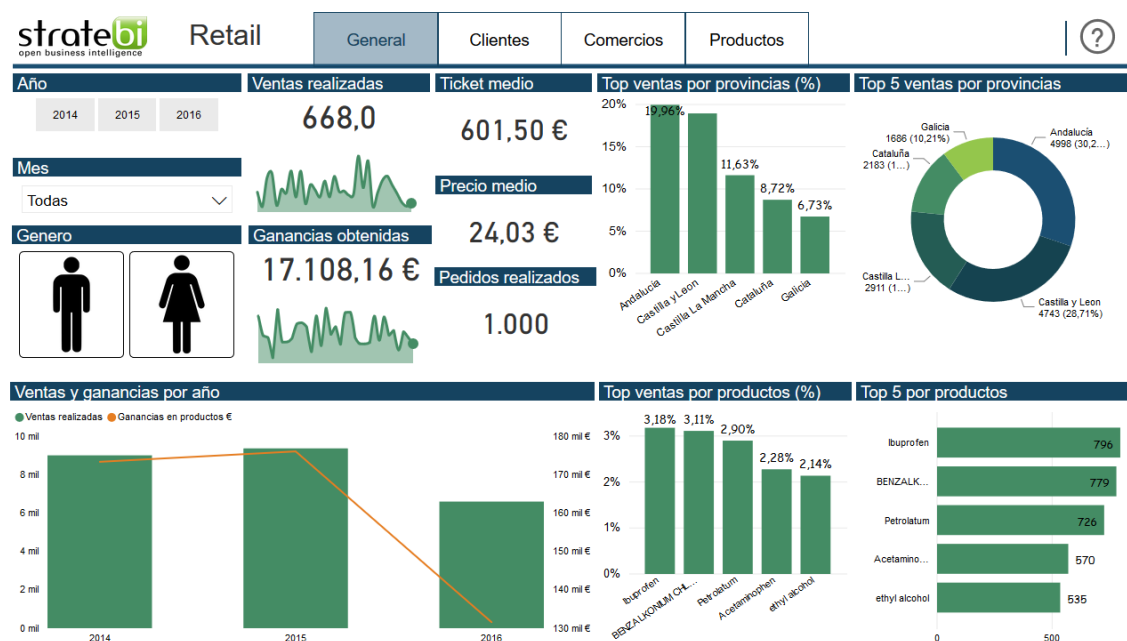 stratebi
open business intelligence
Retail
General
Clientes
Comercios
Productos
?
Año
2014
2015
2016
Mes
Todas
Genero
Ventas realizadas
668,0
Ganancias obtenidas
17.108,16 €
Ticket medio
601,50 €
Precio medio
24,03 €
Pedidos realizados
1.000
Top ventas por provincias (%)
20%
15%
10%
5%
0%
19,96%
11,63%
8,72%
6,73%
Andalucía
Castilla y Leon
Castilla La Mancha
Cataluña
Galicia
Top 5 ventas por provincias
Galicia
1686 (10,21%)
Cataluña
2183 (1...)
Castilla L...
2911 (1...)
Andalucía
4998 (30,2...)
Castilla y Leon
4743 (28,71%)
Ventas y ganancias por año
Ventas realizadas
Ganancias en productos €
10 mil
8 mil
6 mil
4 mil
2 mil
0 mil
180 mil €
170 mil €
160 mil €
150 mil €
140 mil €
130 mil €
2014
2015
2016
Top ventas por productos (%)
3%
2%
1%
0%
3,18%
3,11%
2,90%
2,28%
2,14%
Ibuprofen
BENZALKONIUM CHL...
Petrolatum
Acetaminophen
ethyl alcohol
Top 5 por productos
Ibuprofen
796
BENZALK...
779
Petrolatum
726
Acetamino...
570
ethyl alcohol
535
0
500